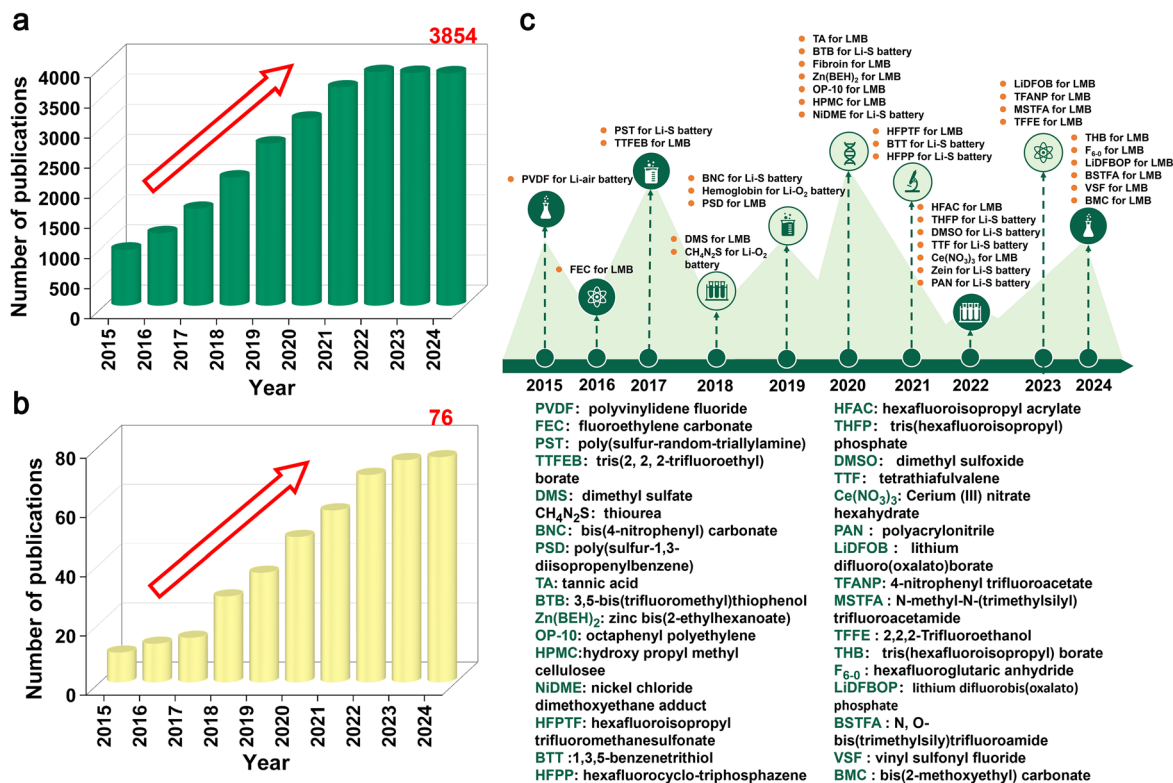 a
3854
Number of publications
4000
3500
3000
2500
2000
1500
1000
500
0
2015
2016
2017
2018
2019
2020
2021
2022
2023
2024
Year
b
76
Number of publications
80
60
40
20
0
2015
2016
2017
2018
2019
2020
2021
2022
2023
2024
Year
c
PVDF for Li-air battery
FEC for LMB
PST for Li-S battery
TTFEB for LMB
DMS for LMB
CH₄N₂S for Li-O₂
battery
BNC for Li-S battery
Hemoglobin for Li-O₂ battery
PSD for LMB
TA for LMB
BTB for Li-S battery
Fibroin for LMB
Zn(BEH)₂ for LMB
OP-10 for LMB
HPMC for LMB
NiDME for Li-S battery
HFPTF for LMB
BTT for Li-S battery
HFPP for Li-S battery
HFAC for LMB
THFP for Li-S battery
DMSO for Li-S battery
TTF for Li-S battery
Ce(NO₃)₃ for LMB
Zein for Li-S battery
PAN for Li-S battery
LiDFOB for LMB
TFANP for LMB
MSTFA for LMB
TFFE for LMB
THB for LMB
F₆₋₀ for LMB
LiDFBOP for LMB
BSTFA for LMB
VSF for LMB
BMC for LMB
2015
2016
2017
2018
2019
2020
2021
2022
2023
2024
PVDF: polyvinylidene fluoride
FEC: fluoroethylene carbonate
PST: poly(sulfur-random-triallylamine)
TTFEB: tris(2, 2, 2-trifluoroethyl)
borate
DMS: dimethyl sulfate
CH₄N₂S: thiourea
BNC: bis(4-nitrophenyl) carbonate
PSD: poly(sulfur-1,3-
diisopropenylbenzene)
TA: tannic acid
BTB: 3,5-bis(trifluoromethyl)thiophenol
Zn(BEH)₂: zinc bis(2-ethylhexanoate)
OP-10: octaphenyl polyethylene
HPMC:hydroxy propyl methyl
cellulosee
NiDME: nickel chloride
dimethoxyethane adduct
HFPTF: hexafluoroisopropyl
trifluoromethanesulfonate
BTT :1,3,5-benzenetrithiol
HFPP: hexafluorocyclo-triphosphazene
HFAC: hexafluoroisopropyl acrylate
THFP: tris(hexafluoroisopropyl)
phosphate
DMSO: dimethyl sulfoxide
TTF: tetrathiafulvalene
Ce(NO₃)₃: Cerium (III) nitrate
hexahydrate
PAN: polyacrylonitrile
LiDFOB : lithium
difluoro(oxalato)borate
TFANP: 4-nitrophenyl trifluoroacetate
MSTFA : N-methyl-N-(trimethylsilyl)
trifluoroacetamide
TFFE : 2,2,2-Trifluoroethanol
THB: tris(hexafluoroisopropyl) borate
F₆₋₀ : hexafluoroglutaric anhydride
LiDFBOP: lithium difluorobis(oxalato)
phosphate
BSTFA : N, O-
bis(trimethylsily)trifluoroamide
VSF: vinyl sulfonyl fluoride
BMC: bis(2-methoxyethyl) carbonate